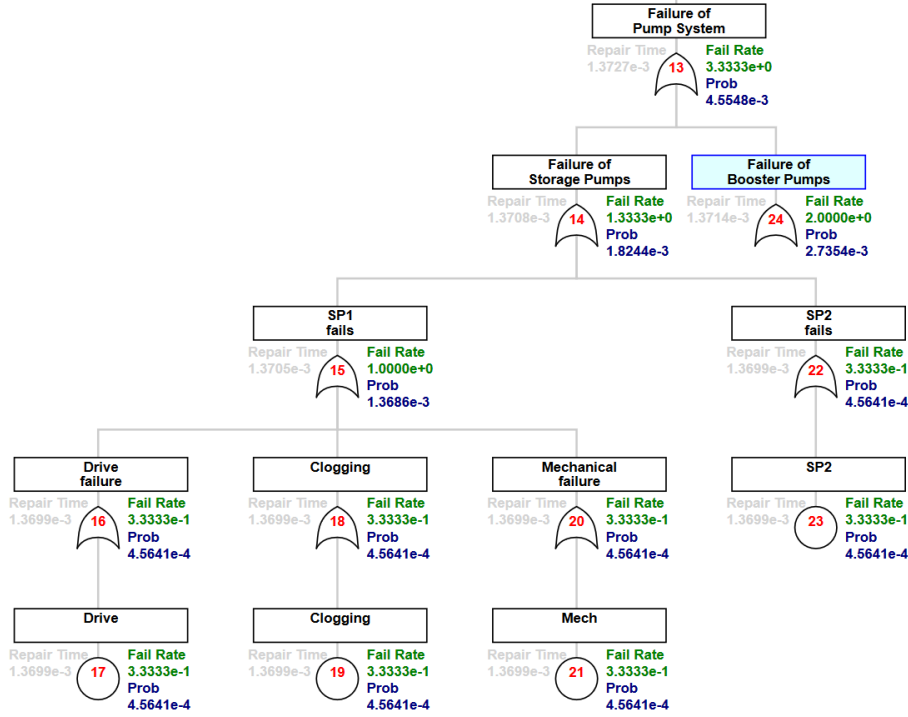 Failure of
Pump System
Repair Time
1.3727e-3
13
Fail Rate
3.3333e+0
Prob
4.5548e-3
Failure of
Storage Pumps
Repair Time
1.3708e-3
14
Fail Rate
1.3333e+0
Prob
1.8244e-3
Failure of
Booster Pumps
Repair Time
1.3714e-3
24
Fail Rate
2.0000e+0
Prob
2.7354e-3
SP1
fails
Repair Time
1.3705e-3
15
Fail Rate
1.0000e+0
Prob
1.3686e-3
SP2
fails
Repair Time
1.3699e-3
22
Fail Rate
3.3333e-1
Prob
4.5641e-4
Drive
failure
Repair Time
1.3699e-3
16
Fail Rate
3.3333e-1
Prob
4.5641e-4
Clogging
Repair Time
1.3699e-3
18
Fail Rate
3.3333e-1
Prob
4.5641e-4
Mechanical
failure
Repair Time
1.3699e-3
20
Fail Rate
3.3333e-1
Prob
4.5641e-4
SP2
Repair Time
1.3699e-3
23
Fail Rate
3.3333e-1
Prob
4.5641e-4
Drive
Repair Time
1.3699e-3
17
Fail Rate
3.3333e-1
Prob
4.5641e-4
Clogging
Repair Time
1.3699e-3
19
Fail Rate
3.3333e-1
Prob
4.5641e-4
Mech
Repair Time
1.3699e-3
21
Fail Rate
3.3333e-1
Prob
4.5641e-4